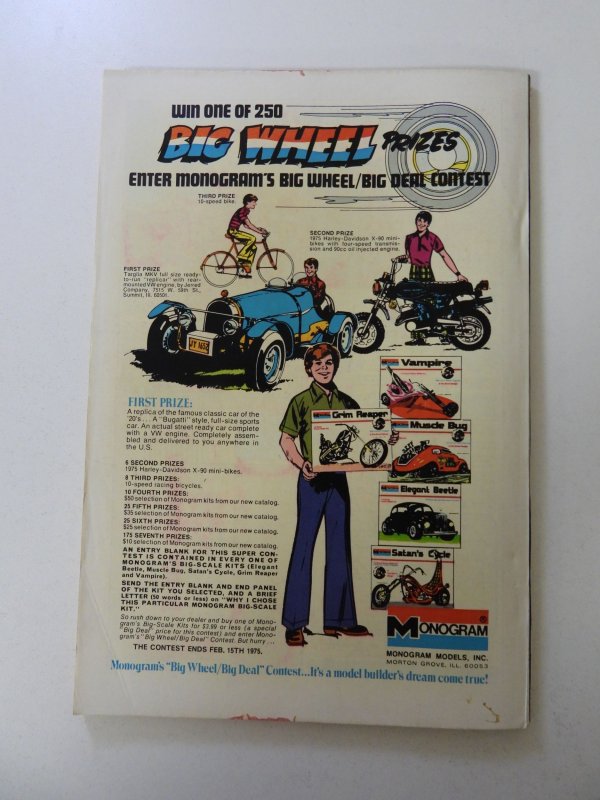 WIN ONE OF 250
BIG WHEEL PRIZES
ENTER MONOGRAM'S BIG WHEEL/BIG DEAL CONTEST
THIRD PRIZE
10-speed bike.
SECOND PRIZE
1975 Harley-Davidson X-90 mini-
bikes with four-speed transmis-
sion and 90cc oil injected engine.
FIRST PRIZE
Targlia MKV full size ready-
to-run "replicar" with rear-
mounted VW engine, by Jerred
Company, 7515 W. 59th St.,
Summit, Ill. 60501.
FIRST PRIZE:
A replica of the famous classic car of the
'20's... A "Bugatti" style, full-size sports
car. An actual street ready car complete
with a VW engine. Completely assem-
bled and delivered to you anywhere in
the U.S.
6 SECOND PRIZES
1975 Harley-Davidson X-90 mini-bikes.
8 THIRD PRIZES:
10-speed racing bicycles.
10 FOURTH PRIZES:
$50 selection of Monogram kits from our new catalog.
25 FIFTH PRIZES:
$35 selection of Monogram kits from our new catalog.
25 SIXTH PRIZES:
$25 selection of Monogram kits from our new catalog.
175 SEVENTH PRIZES:
$10 selection of Monogram kits from our new catalog.
AN ENTRY BLANK FOR THIS SUPER CON-
TEST IS CONTAINED IN EVERY ONE OF
MONOGRAM'S BIG-SCALE KITS (Elegant
Beetle, Muscle Bug, Satan's Cycle, Grim Reaper
and Vampire).
SEND THE ENTRY BLANK AND END PANEL
OF THE KIT YOU SELECTED, AND A BRIEF
LETTER (50 words or less) on "WHY I CHOSE
THIS PARTICULAR MONOGRAM BIG-SCALE
KIT."
So rush down to your dealer and buy one of Mono-
gram's Big-Scale Kits for $3.99 or less (a special
"Big Deal" price for this contest) and enter Mono-
gram's "Big Wheel/Big Deal" Contest. But hurry...
THE CONTEST ENDS FEB. 15TH 1975.
Vampire
Grim Reaper
Muscle Bug
Elegant Beetle
Satan's Cycle
MONOGRAM
MONOGRAM MODELS, INC.
MORTON GROVE, ILL. 60053
Monogram's "Big Wheel/Big Deal" Contest...It's a model builder's dream come true!